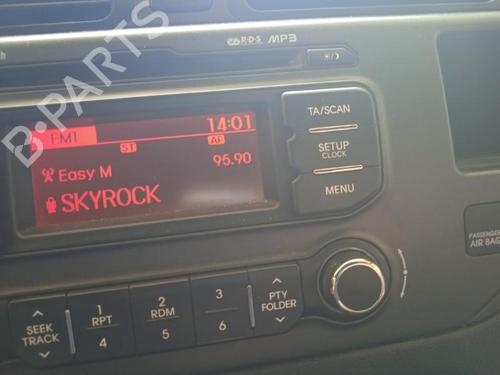 R·D·S MP3
FM1 14:01
ST AF
95.90
Easy M
SKYROCK
TA/SCAN
SETUP
CLOCK
MENU
PASSENGER
AIR BAG
SEEK
TRACK
1
RPT
4
2
RDM
5
3
6
PTY
FOLDER
B-PARTS